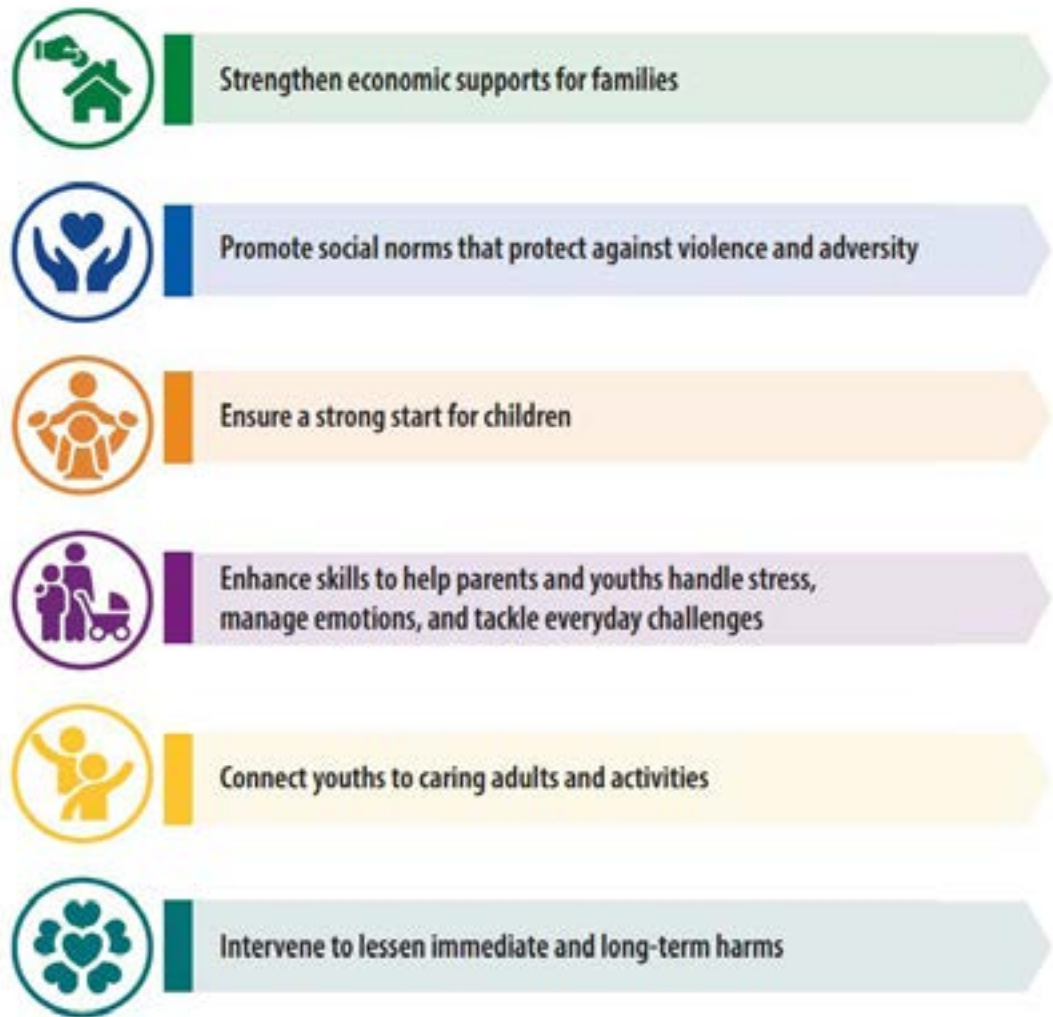 Strengthen economic supports for families
Promote social norms that protect against violence and adversity
Ensure a strong start for children
Enhance skills to help parents and youths handle stress,
manage emotions, and tackle everyday challenges
Connect youths to caring adults and activities
Intervene to lessen immediate and long-term harms